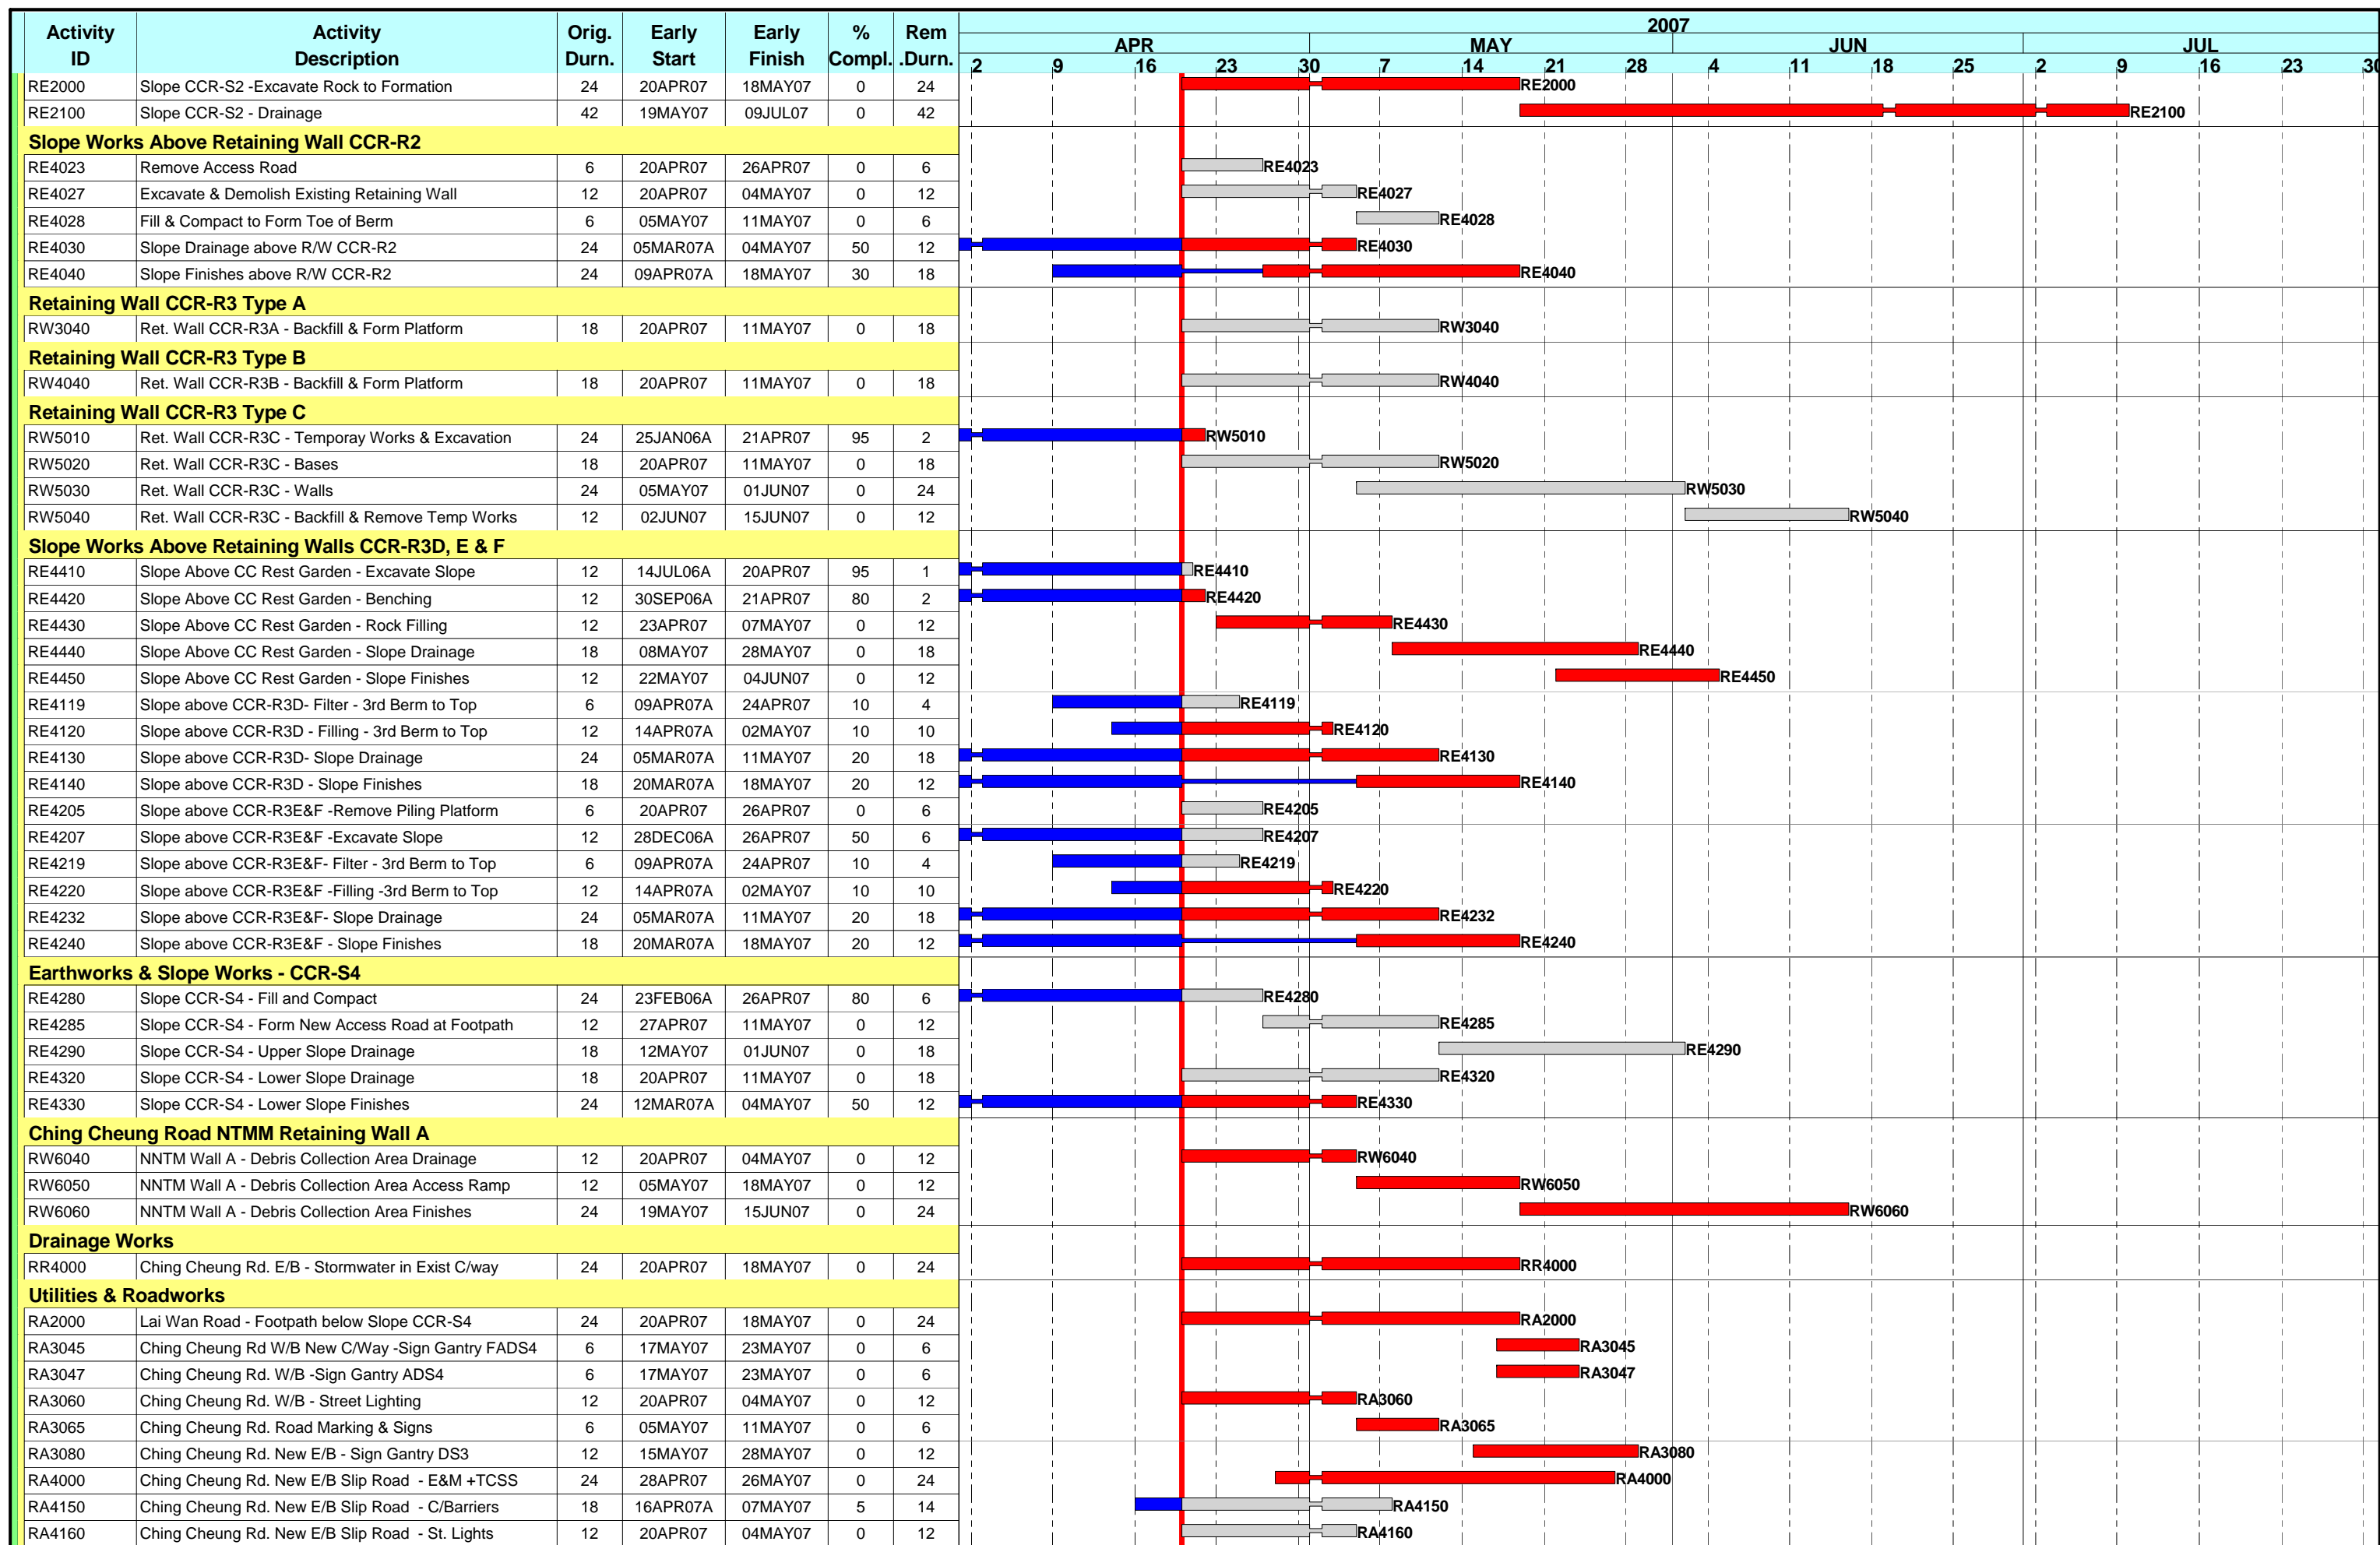 2007
Activity Activity Orig. Early Early % Rem
APR MAY JUN JUL
ID Description Durn. Start Finish Compl. .Durn.
2 9 16 23 30 7 14 21 28 4 11 18 25 2 9 16 23 30
RE2000 Slope CCR-S2 -Excavate Rock to Formation 24 20APR07 18MAY07 0 24 RE2000
RE2100 Slope CCR-S2 - Drainage 42 19MAY07 09JUL07 0 42 RE2100
Slope Works Above Retaining Wall CCR-R2
RE4023 Remove Access Road 6 20APR07 26APR07 0 6 RE4023
RE4027 Excavate & Demolish Existing Retaining Wall 12 20APR07 04MAY07 0 12 RE4027
RE4028 Fill & Compact to Form Toe of Berm 6 05MAY07 11MAY07 0 6 RE4028
RE4030 Slope Drainage above R/W CCR-R2 24 05MAR07A 04MAY07 50 12 RE4030
RE4040 Slope Finishes above R/W CCR-R2 24 09APR07A 18MAY07 30 18 RE4040
Retaining Wall CCR-R3 Type A
RW3040 Ret. Wall CCR-R3A - Backfill & Form Platform 18 20APR07 11MAY07 0 18 RW3040
Retaining Wall CCR-R3 Type B
RW4040 Ret. Wall CCR-R3B - Backfill & Form Platform 18 20APR07 11MAY07 0 18 RW4040
Retaining Wall CCR-R3 Type C
RW5010 Ret. Wall CCR-R3C - Temporay Works & Excavation 24 25JAN06A 21APR07 95 2 RW5010
RW5020 Ret. Wall CCR-R3C - Bases 18 20APR07 11MAY07 0 18 RW5020
RW5030 Ret. Wall CCR-R3C - Walls 24 05MAY07 01JUN07 0 24 RW5030
RW5040 Ret. Wall CCR-R3C - Backfill & Remove Temp Works 12 02JUN07 15JUN07 0 12 RW5040
Slope Works Above Retaining Walls CCR-R3D, E & F
RE4410 Slope Above CC Rest Garden - Excavate Slope 12 14JUL06A 20APR07 95 1 RE4410
RE4420 Slope Above CC Rest Garden - Benching 12 30SEP06A 21APR07 80 2 RE4420
RE4430 Slope Above CC Rest Garden - Rock Filling 12 23APR07 07MAY07 0 12 RE4430
RE4440 Slope Above CC Rest Garden - Slope Drainage 18 08MAY07 28MAY07 0 18 RE4440
RE4450 Slope Above CC Rest Garden - Slope Finishes 12 22MAY07 04JUN07 0 12 RE4450
RE4119 Slope above CCR-R3D- Filter - 3rd Berm to Top 6 09APR07A 24APR07 10 4 RE4119
RE4120 Slope above CCR-R3D - Filling - 3rd Berm to Top 12 14APR07A 02MAY07 10 10 RE4120
RE4130 Slope above CCR-R3D- Slope Drainage 24 05MAR07A 11MAY07 20 18 RE4130
RE4140 Slope above CCR-R3D - Slope Finishes 18 20MAR07A 18MAY07 20 12 RE4140
RE4205 Slope above CCR-R3E&F -Remove Piling Platform 6 20APR07 26APR07 0 6 RE4205
RE4207 Slope above CCR-R3E&F -Excavate Slope 12 28DEC06A 26APR07 50 6 RE4207
RE4219 Slope above CCR-R3E&F- Filter - 3rd Berm to Top 6 09APR07A 24APR07 10 4 RE4219
RE4220 Slope above CCR-R3E&F -Filling -3rd Berm to Top 12 14APR07A 02MAY07 10 10 RE4220
RE4232 Slope above CCR-R3E&F- Slope Drainage 24 05MAR07A 11MAY07 20 18 RE4232
RE4240 Slope above CCR-R3E&F - Slope Finishes 18 20MAR07A 18MAY07 20 12 RE4240
Earthworks & Slope Works - CCR-S4
RE4280 Slope CCR-S4 - Fill and Compact 24 23FEB06A 26APR07 80 6 RE4280
RE4285 Slope CCR-S4 - Form New Access Road at Footpath 12 27APR07 11MAY07 0 12 RE4285
RE4290 Slope CCR-S4 - Upper Slope Drainage 18 12MAY07 01JUN07 0 18 RE4290
RE4320 Slope CCR-S4 - Lower Slope Drainage 18 20APR07 11MAY07 0 18 RE4320
RE4330 Slope CCR-S4 - Lower Slope Finishes 24 12MAR07A 04MAY07 50 12 RE4330
Ching Cheung Road NTMM Retaining Wall A
RW6040 NNTM Wall A - Debris Collection Area Drainage 12 20APR07 04MAY07 0 12 RW6040
RW6050 NNTM Wall A - Debris Collection Area Access Ramp 12 05MAY07 18MAY07 0 12 RW6050
RW6060 NNTM Wall A - Debris Collection Area Finishes 24 19MAY07 15JUN07 0 24 RW6060
Drainage Works
RR4000 Ching Cheung Rd. E/B - Stormwater in Exist C/way 24 20APR07 18MAY07 0 24 RR4000
Utilities & Roadworks
RA2000 Lai Wan Road - Footpath below Slope CCR-S4 24 20APR07 18MAY07 0 24 RA2000
RA3045 Ching Cheung Rd W/B New C/Way -Sign Gantry FADS4 6 17MAY07 23MAY07 0 6 RA3045
RA3047 Ching Cheung Rd. W/B -Sign Gantry ADS4 6 17MAY07 23MAY07 0 6 RA3047
RA3060 Ching Cheung Rd. W/B - Street Lighting 12 20APR07 04MAY07 0 12 RA3060
RA3065 Ching Cheung Rd. Road Marking & Signs 6 05MAY07 11MAY07 0 6 RA3065
RA3080 Ching Cheung Rd. New E/B - Sign Gantry DS3 12 15MAY07 28MAY07 0 12 RA3080
RA4000 Ching Cheung Rd. New E/B Slip Road - E&M +TCSS 24 28APR07 26MAY07 0 24 RA4000
RA4150 Ching Cheung Rd. New E/B Slip Road - C/Barriers 18 16APR07A 07MAY07 5 14 RA4150
RA4160 Ching Cheung Rd. New E/B Slip Road - St. Lights 12 20APR07 04MAY07 0 12 RA4160